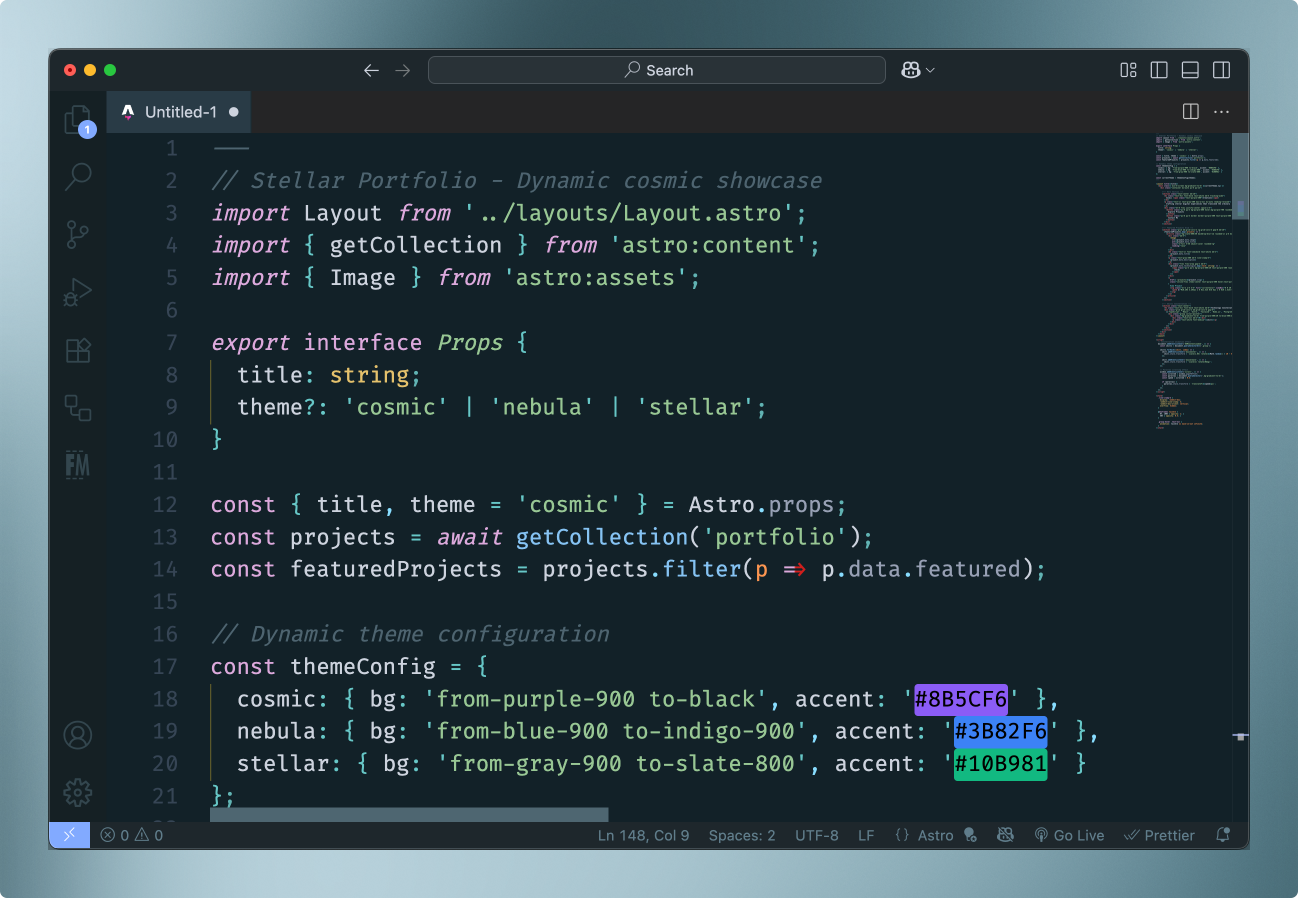 Search
Untitled-1
1
1 ---
2 // Stellar Portfolio - Dynamic cosmic showcase
3 import Layout from '../layouts/Layout.astro';
4 import { getCollection } from 'astro:content';
5 import { Image } from 'astro:assets';
6
7 export interface Props {
8   title: string;
9   theme?: 'cosmic' | 'nebula' | 'stellar';
10 }
11
12 const { title, theme = 'cosmic' } = Astro.props;
13 const projects = await getCollection('portfolio');
14 const featuredProjects = projects.filter(p => p.data.featured);
15
16 // Dynamic theme configuration
17 const themeConfig = {
18   cosmic: { bg: 'from-purple-900 to-black', accent: '#8B5CF6' },
19   nebula: { bg: 'from-blue-900 to-indigo-900', accent: '#3B82F6' },
20   stellar: { bg: 'from-gray-900 to-slate-800', accent: '#10B981' }
21 };
FM
0 0 Ln 148, Col 9 Spaces: 2 UTF-8 LF {} Astro Go Live Prettier